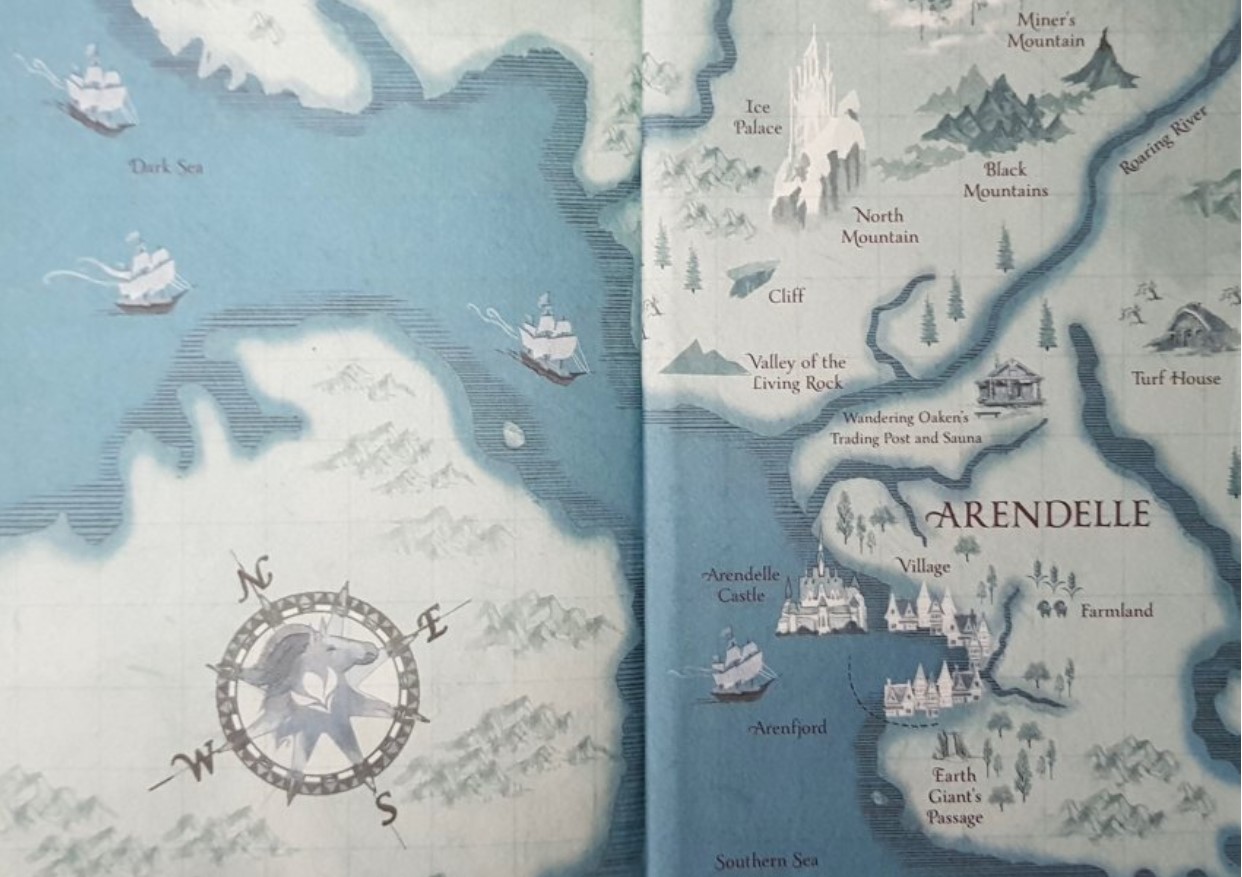 Miner's
Mountain
Ice
Palace
Roaring River
Dark Sea
Black
Mountains
North
Mountain
Cliff
Valley of the
Living Rock
Turf House
Wandering Oaken's
Trading Post and Sauna
ARENDELLE
Village
Arendelle
Castle
N
E
W
S
Farmland
Arenfjord
Earth
Giant's
Passage
Southern Sea